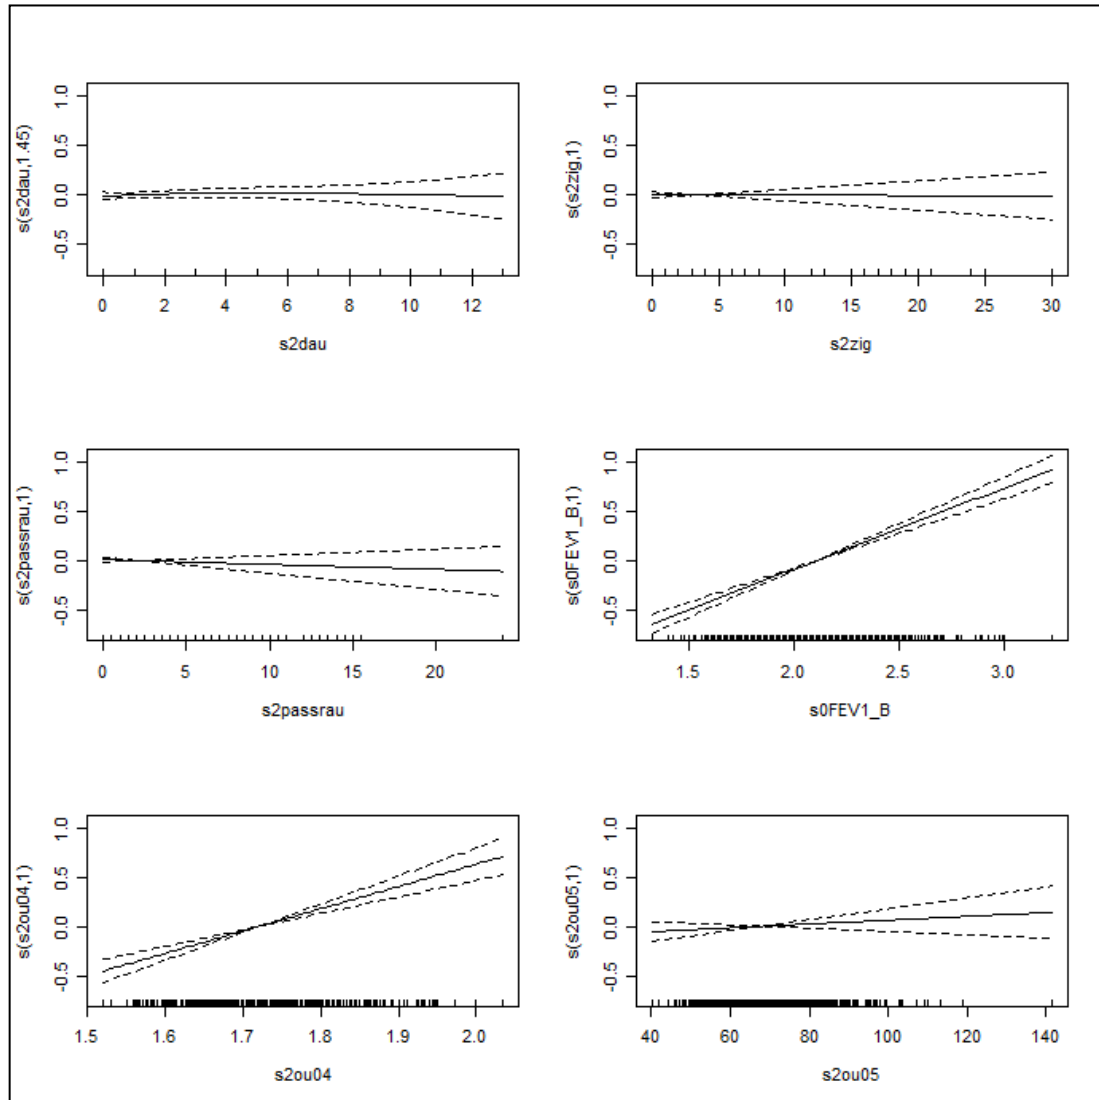 s(s2dau,1.45)
1.0
0.5
0.0
-0.5
0 2 4 6 8 10 12
s2dau
s(s2zig,1)
1.0
0.5
0.0
-0.5
0 5 10 15 20 25 30
s2zig
s(s2passrau,1)
1.0
0.5
0.0
-0.5
0 5 10 15 20
s2passrau
s(s0FEV1_B,1)
1.0
0.5
0.0
-0.5
1.5 2.0 2.5 3.0
s0FEV1_B
s(s2ou04,1)
1.0
0.5
0.0
-0.5
1.5 1.6 1.7 1.8 1.9 2.0
s2ou04
s(s2ou05,1)
1.0
0.5
0.0
-0.5
40 60 80 100 120 140
s2ou05